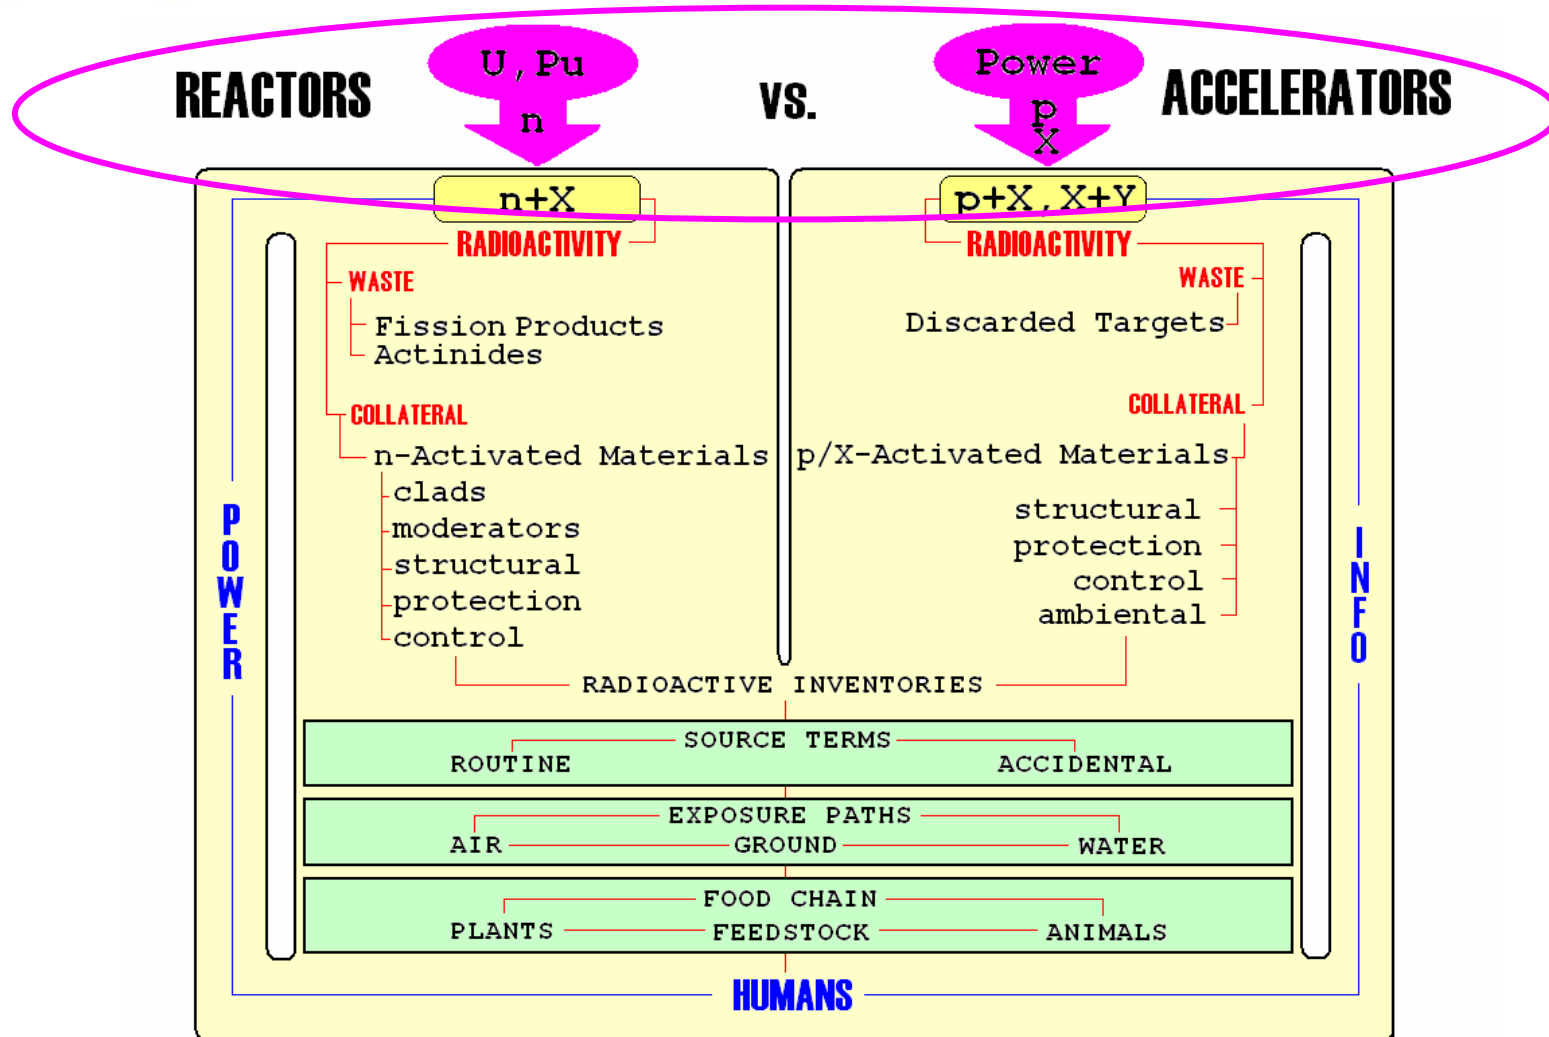 REACTORS
U,Pu
n
VS.
Power
p
X
ACCELERATORS
n+X
p+X,X+Y
RADIOACTIVITY
RADIOACTIVITY
WASTE
WASTE
Fission Products
Actinides
Discarded Targets
COLLATERAL
COLLATERAL
n-Activated Materials
clads
moderators
structural
protection
control
p/X-Activated Materials
structural
protection
control
ambiental
POWER
INFO
RADIOACTIVE INVENTORIES
SOURCE TERMS
ROUTINE ACCIDENTAL
EXPOSURE PATHS
AIR GROUND WATER
FOOD CHAIN
PLANTS FEEDSTOCK ANIMALS
HUMANS